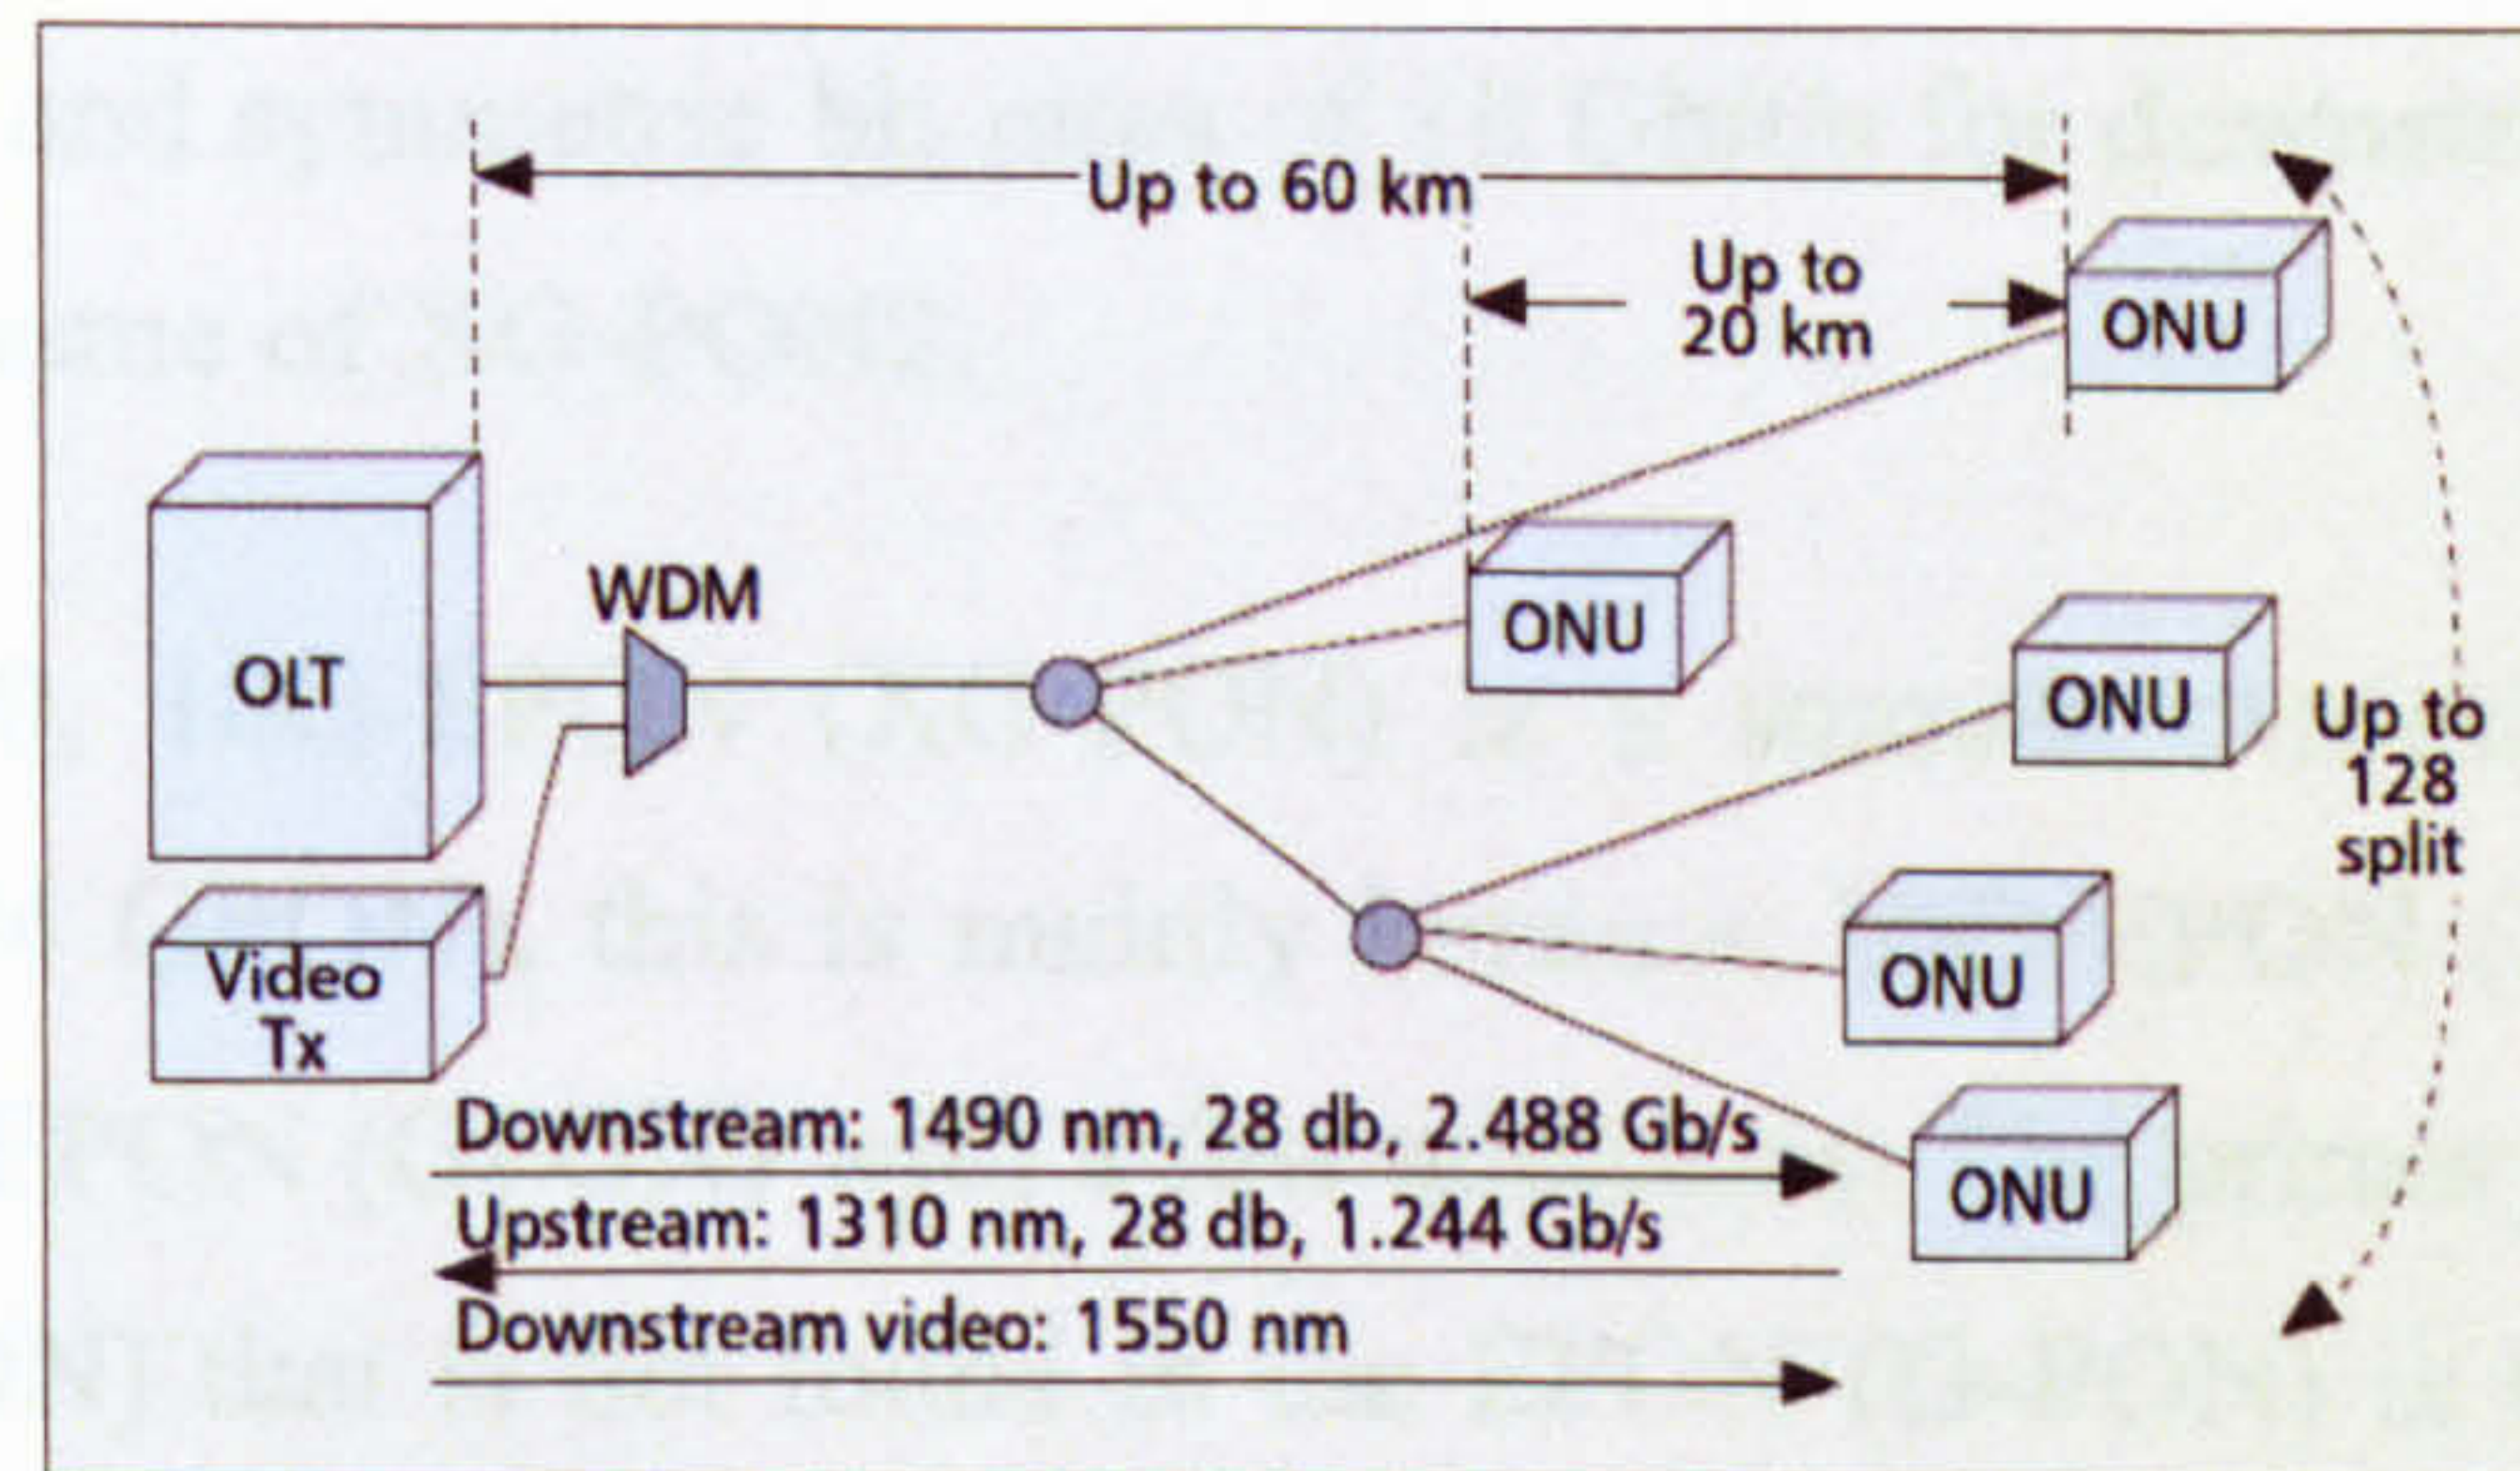 Up to 60 km
Up to
20 km
ONU
WDM
ONU
OLT
ONU
Up to
128
split
Video
Tx
ONU
Downstream: 1490 nm, 28 db, 2.488 Gb/s
ONU
Upstream: 1310 nm, 28 db, 1.244 Gb/s
Downstream video: 1550 nm